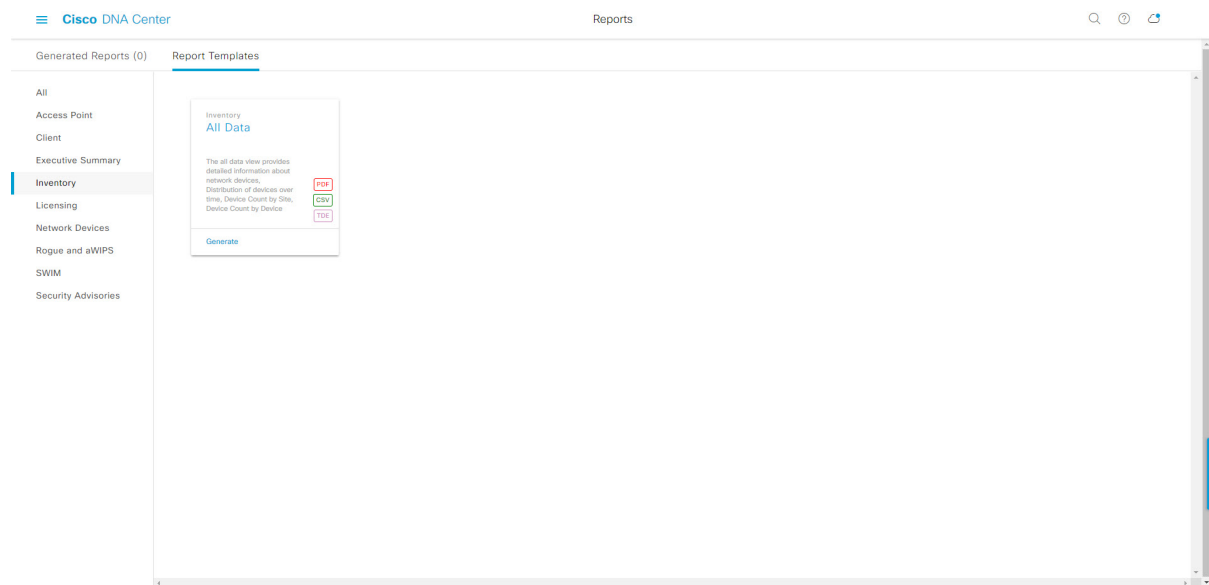 Cisco DNA Center
Reports
Generated Reports (0)
Report Templates
All
Access Point
Client
Executive Summary
Inventory
Licensing
Network Devices
Rogue and aWIPS
SWIM
Security Advisories
Inventory
All Data
The all data view provides
detailed information about
network devices,
Distribution of devices over
time, Device Count by Site,
Device Count by Device
PDF
CSV
TDE
Generate